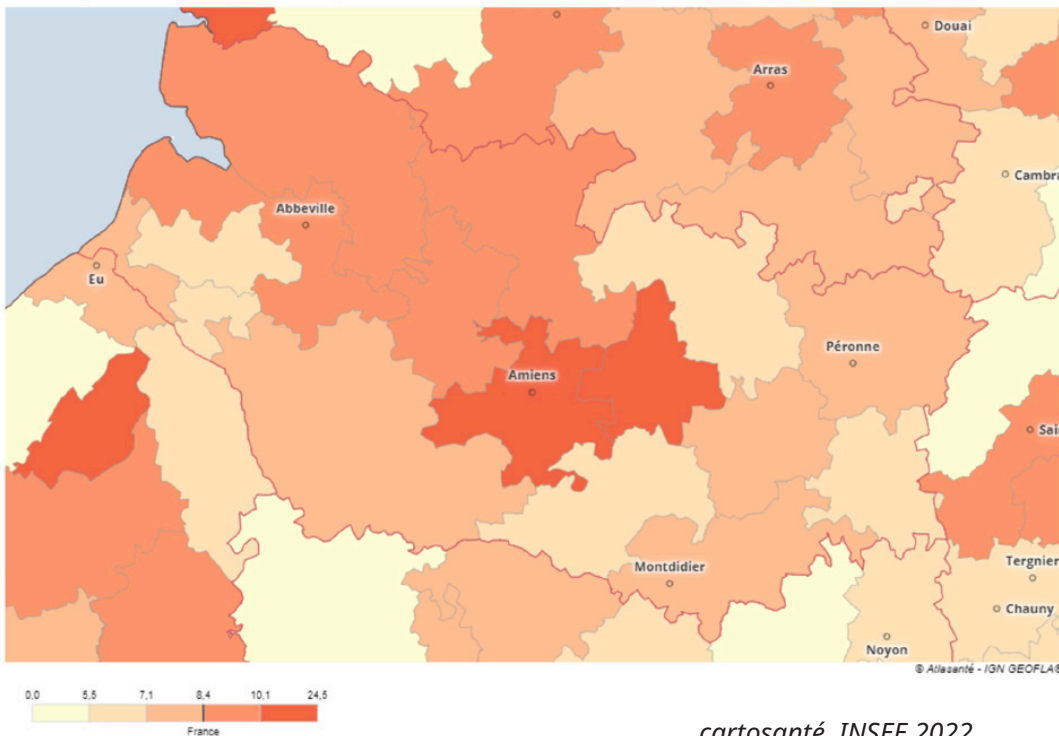 Douai
Arras
Cambra
Abbeville
Eu
Péronne
Amiens
Sai
Montdidier
Tergnier
Chauny
Noyon
© Atlasanté - IGN GEOFLA®
0,0 5,5 7,1 8,4 10,1 24,5
France
cartosanté, INSEE 2022